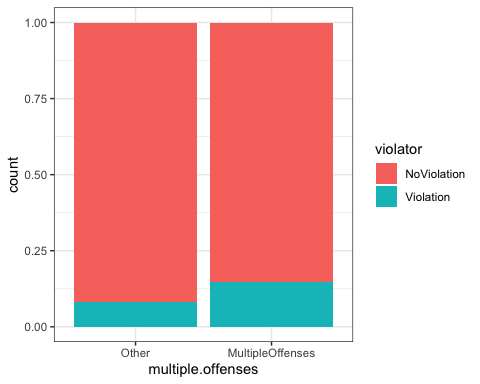 1.00
0.75
0.50
0.25
0.00
count
Other
MultipleOffenses
multiple.offenses
violator
NoViolation
Violation